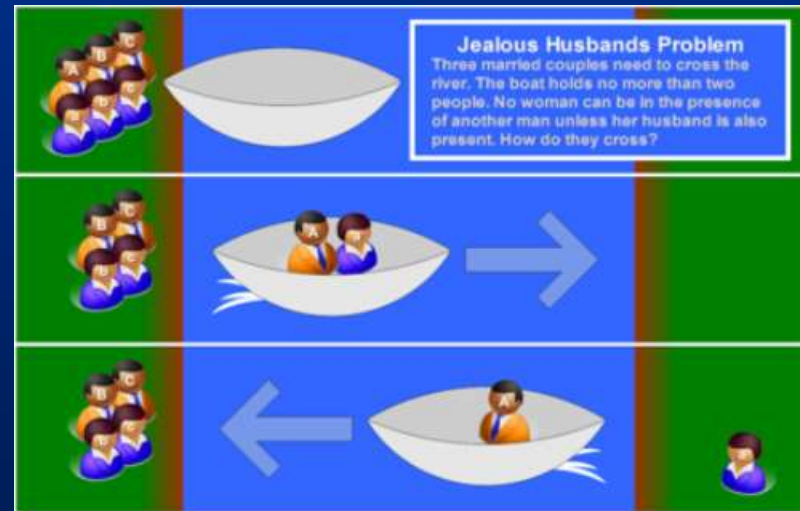 Jealous Husbands Problem
Three married couples need to cross the
river. The boat holds no more than two
people. No woman can be in the presence
of another man unless her husband is also
present. How do they cross?
C
B
A
c
b
a
C
B
c
b
A
a
C
B
c
b
A
a